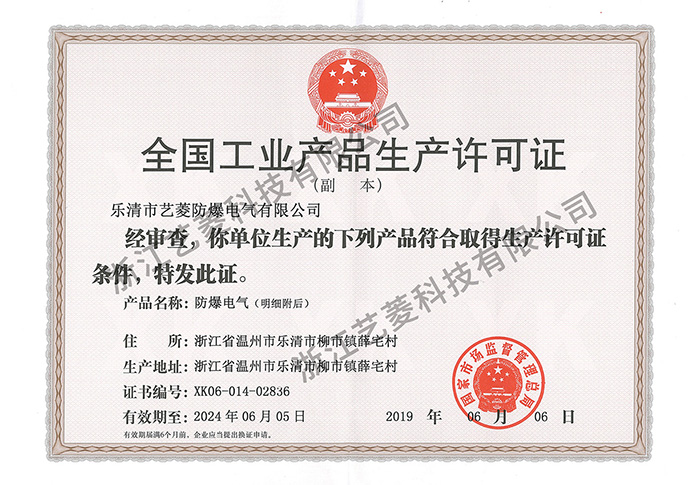 全国工业产品生产许可证
(副 本)
乐清市艺菱防爆电气有限公司
经审查，你单位生产的下列产品符合取得生产许可证
条件，特发此证。
产品名称：防爆电气（明细附后）
住 所：浙江省温州市乐清市柳市镇薛宅村
生产地址：浙江省温州市乐清市柳市镇薛宅村
证书编号：XK06-014-02836
有效期至：2024 年 06 月 05 日
2019 年 06 月 06 日
有效期届满6个月前，企业应当提出换证申请。
国家市场监督管理总局
浙江艺菱科技有限公司
浙江艺菱科技有限公司